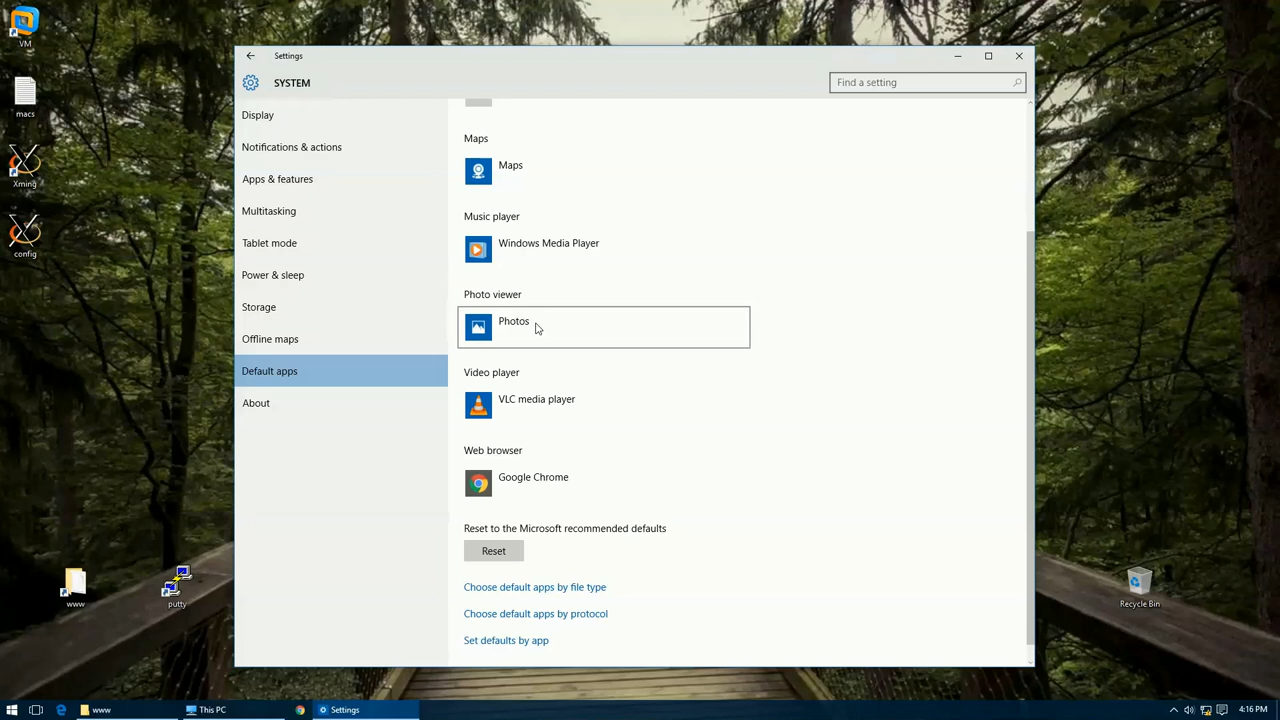 VM
macs
Xming
config
www
putty
Recycle Bin
Settings
SYSTEM
Find a setting
Display
Notifications & actions
Apps & features
Multitasking
Tablet mode
Power & sleep
Storage
Offline maps
Default apps
About
Maps
Maps
Music player
Windows Media Player
Photo viewer
Photos
Video player
VLC media player
Web browser
Google Chrome
Reset to the Microsoft recommended defaults
Reset
Choose default apps by file type
Choose default apps by protocol
Set defaults by app
www
This PC
Settings
4:16 PM